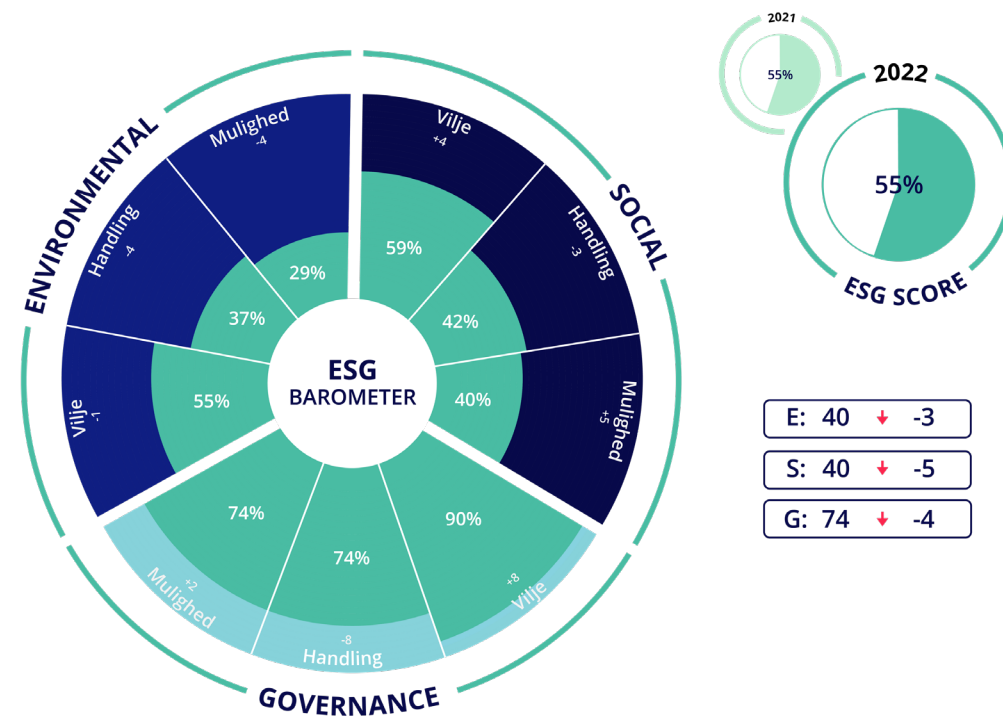 ENVIRONMENTAL
Mulighed
-4
29%
Handling
-4
37%
Vilje
-1
55%
SOCIAL
Vilje
+4
59%
Handling
-3
42%
Mulighed
+5
40%
ESG
BAROMETER
74%
+2
Mulighed
74%
-8
Handling
90%
+8
Vilje
GOVERNANCE
2021
55%
2022
55%
ESG SCORE
E: 40 -3
S: 40 -5
G: 74 -4